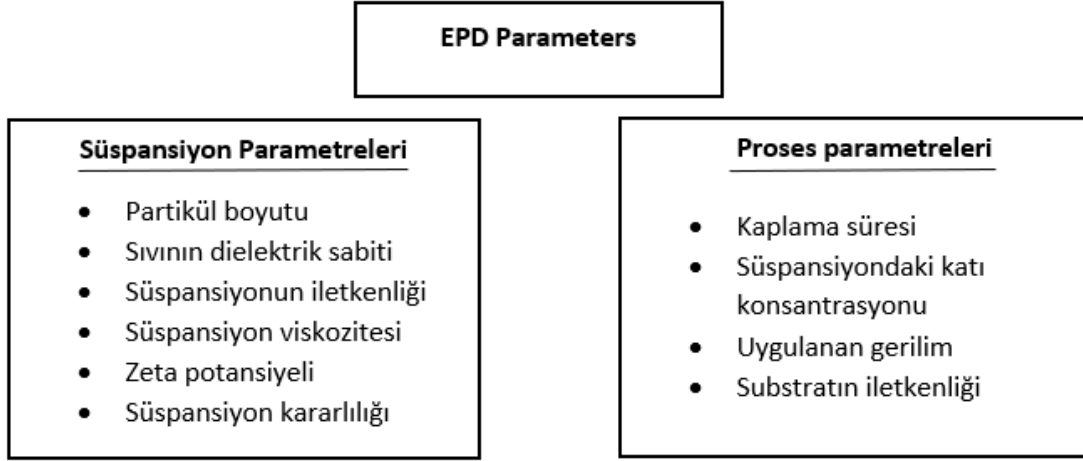 EPD Parameters
Süspansiyon Parametreleri
• Partikül boyutu
• Sıvının dielektrik sabiti
• Süspansiyonun iletkenliği
• Süspansiyon viskozitesi
• Zeta potansiyeli
• Süspansiyon kararlılığı
Proses parametreleri
• Kaplama süresi
• Süspansiyondaki katı
konsantrasyonu
• Uygulanan gerilim
• Substratın iletkenliği